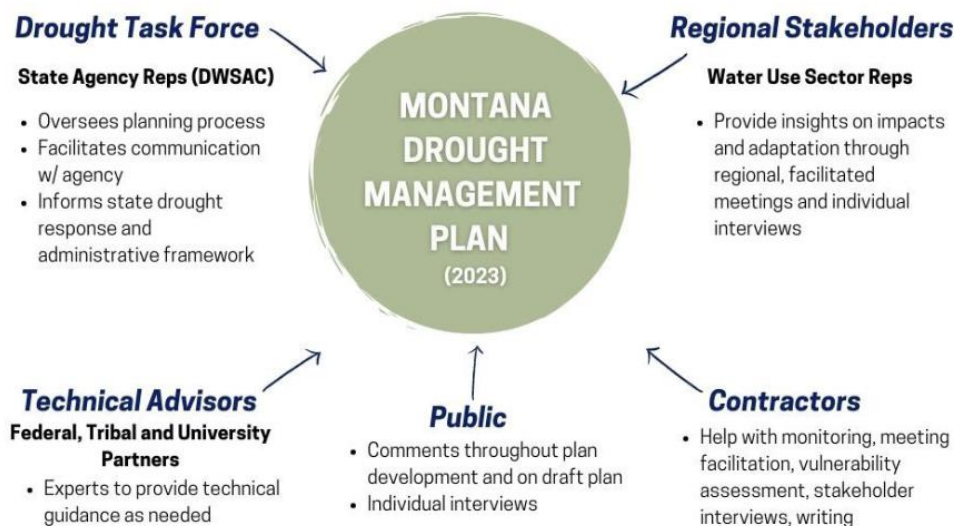 Drought Task Force
State Agency Reps (DWSAC)
• Oversees planning process
• Facilitates communication
w/ agency
• Informs state drought
response and
administrative framework
MONTANA
DROUGHT
MANAGEMENT
PLAN
(2023)
Regional Stakeholders
Water Use Sector Reps
• Provide insights on impacts
and adaptation through
regional, facilitated
meetings and individual
interviews
Technical Advisors
Federal, Tribal and University
Partners
• Experts to provide technical
guidance as needed
Public
• Comments throughout plan
development and on draft plan
• Individual interviews
Contractors
• Help with monitoring, meeting
facilitation, vulnerability
assessment, stakeholder
interviews, writing